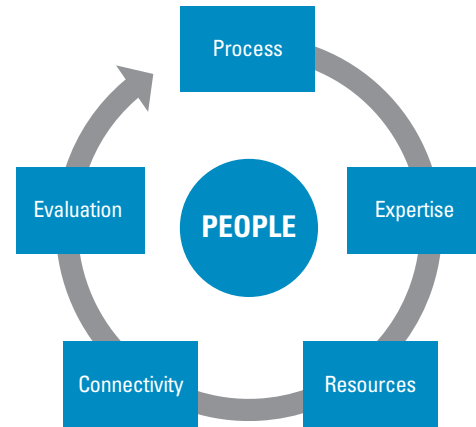 Process
Expertise
Resources
Connectivity
Evaluation
PEOPLE